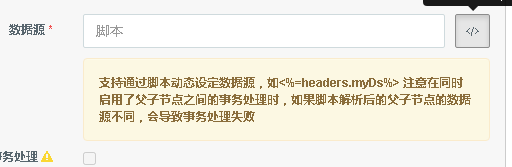 数据源 *
脚本
</>
支持通过脚本动态设定数据源，如<%=headers.myDs%> 注意在同时
启用了父子节点之间的事务处理时，如果脚本解析后的父子节点的数据
源不同，会导致事务处理失败
务处理